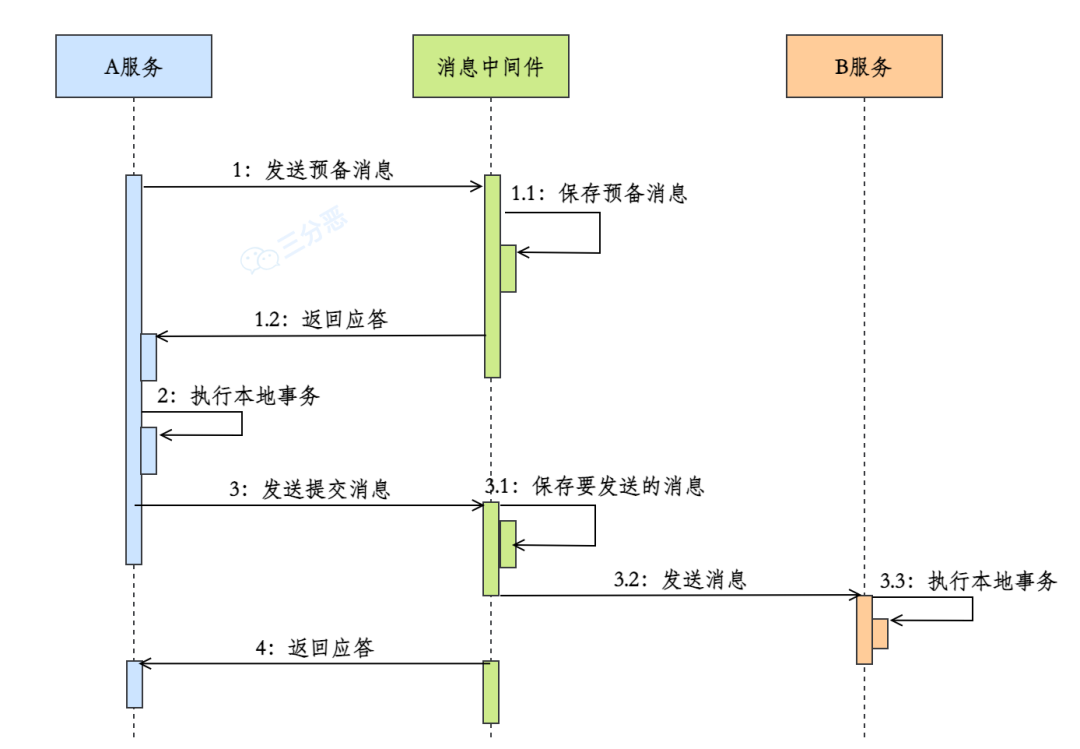 A服务
消息中间件
B服务
1：发送预备消息
1.1：保存预备消息
三分恶
1.2：返回应答
2：执行本地事务
3：发送提交消息
3.1：保存要发送的消息
3.2：发送消息
3.3：执行本地事务
4：返回应答